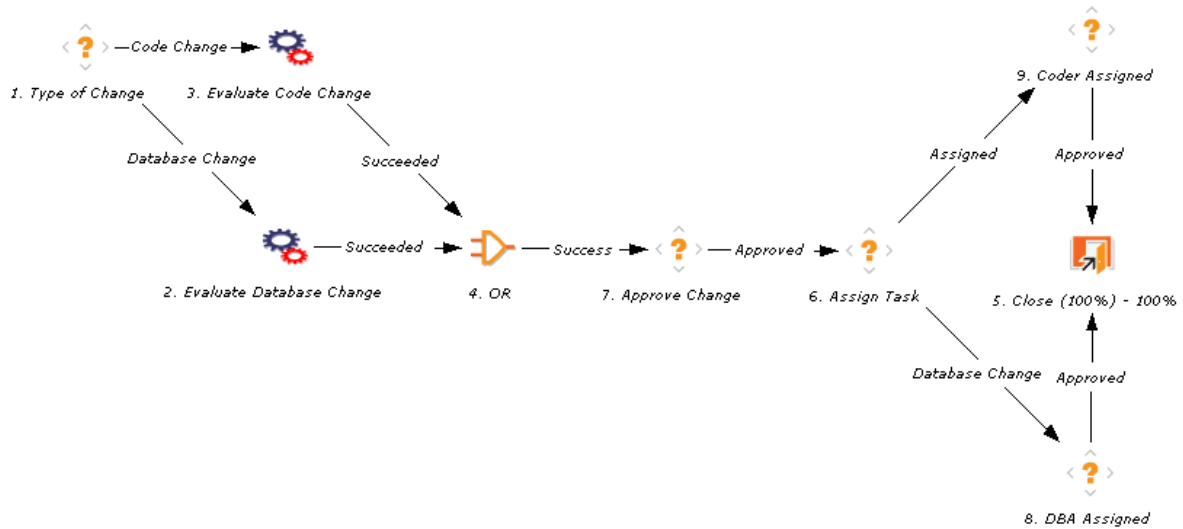 Code Change
9. Coder Assigned
1. Type of Change
3. Evaluate Code Change
Database Change
Succeeded
Assigned
Approved
Succeeded
Success
Approved
2. Evaluate Database Change
4. OR
7. Approve Change
6. Assign Task
5. Close (100%) - 100%
Database Change
Approved
8. DBA Assigned